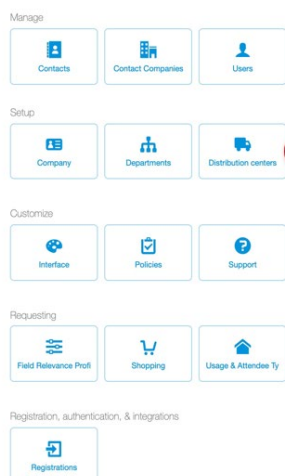 Manage
Contacts
Contact Companies
Users
Setup
Company
Departments
Distribution centers
Customize
Interface
Policies
Support
Requesting
Field Relevance Profi
Shopping
Usage & Attendee Ty
Registration, authentication, & integrations
Registrations